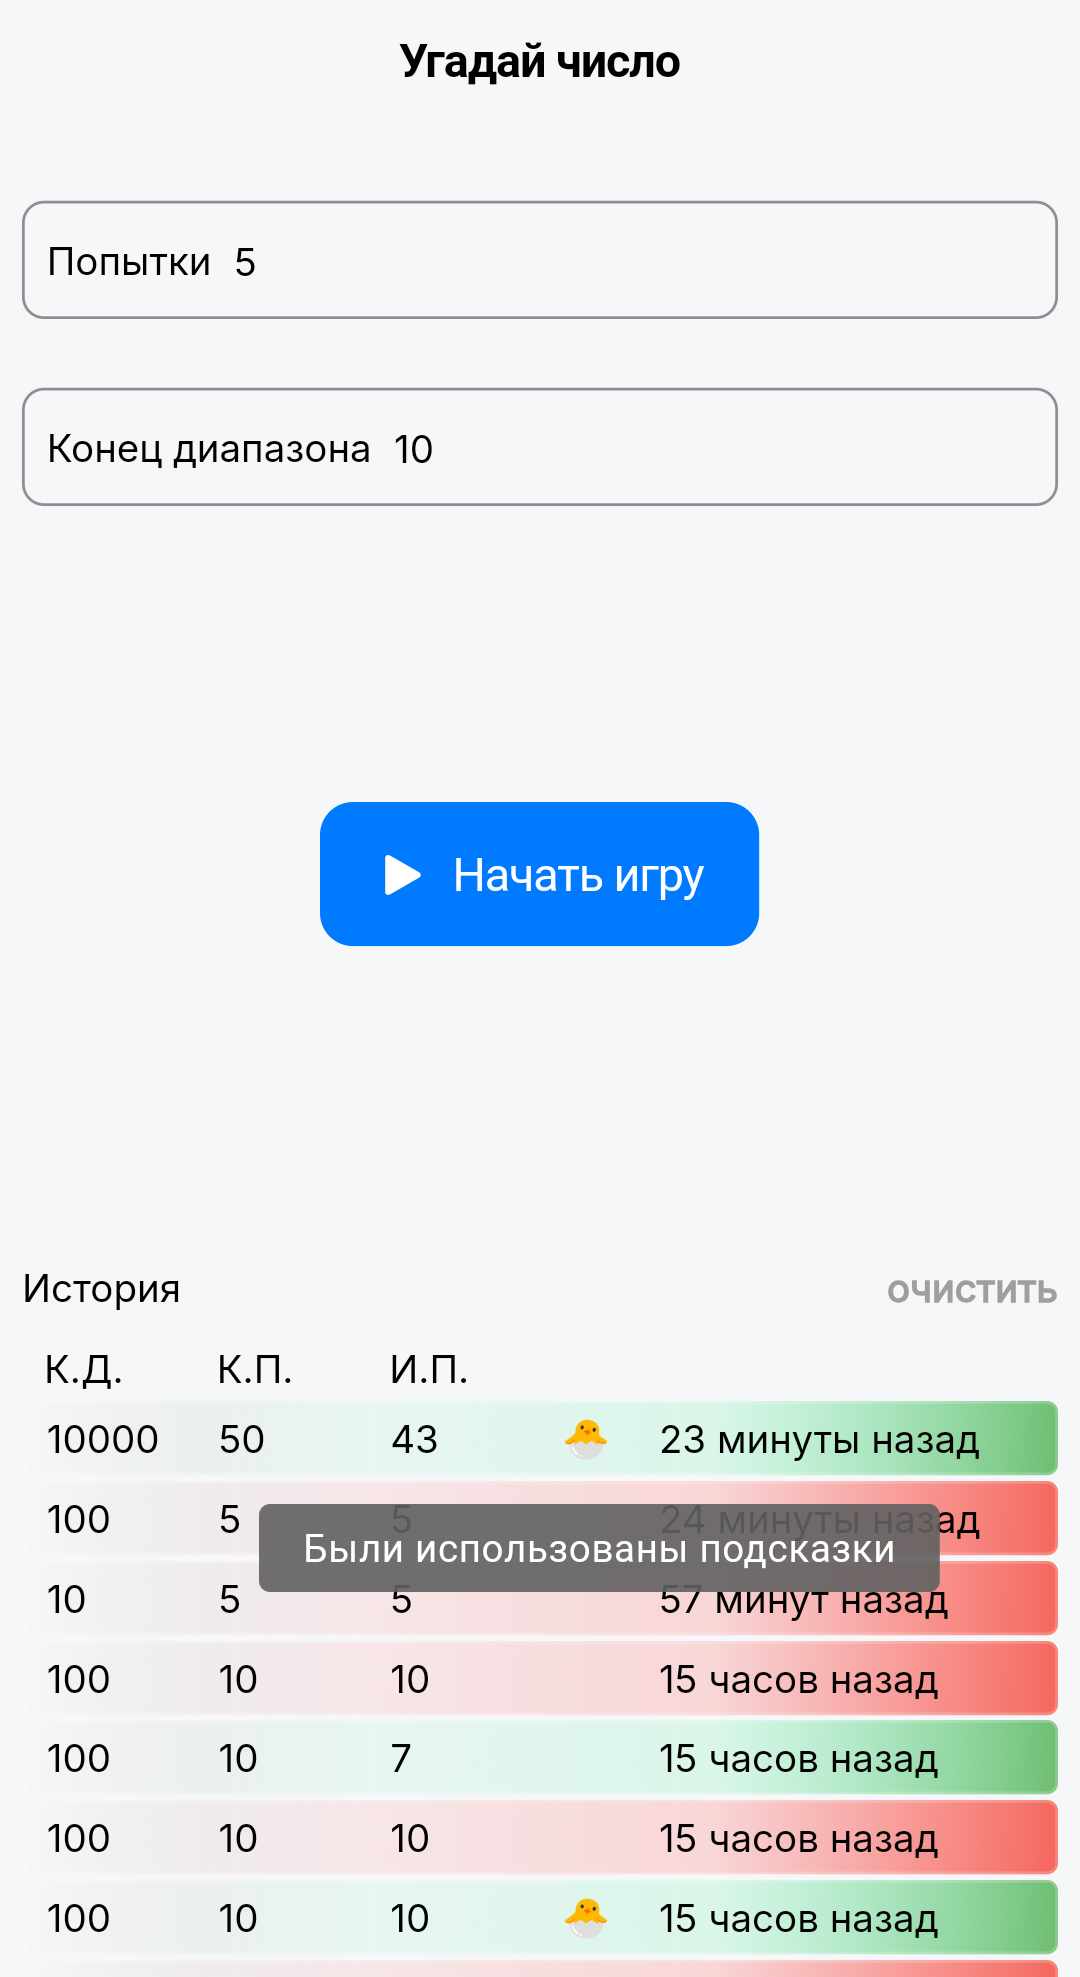 Угадай число
Попытки 5
Конец диапазона 10
Начать игру
История очистить
К.Д. К.П. И.П.
10000 50 43 🐣 23 минуты назад
100 5 5 24 минуты назад
Были использованы подсказки
10 5 5 57 минут назад
100 10 10 15 часов назад
100 10 7 15 часов назад
100 10 10 15 часов назад
100 10 10 🐣 15 часов назад